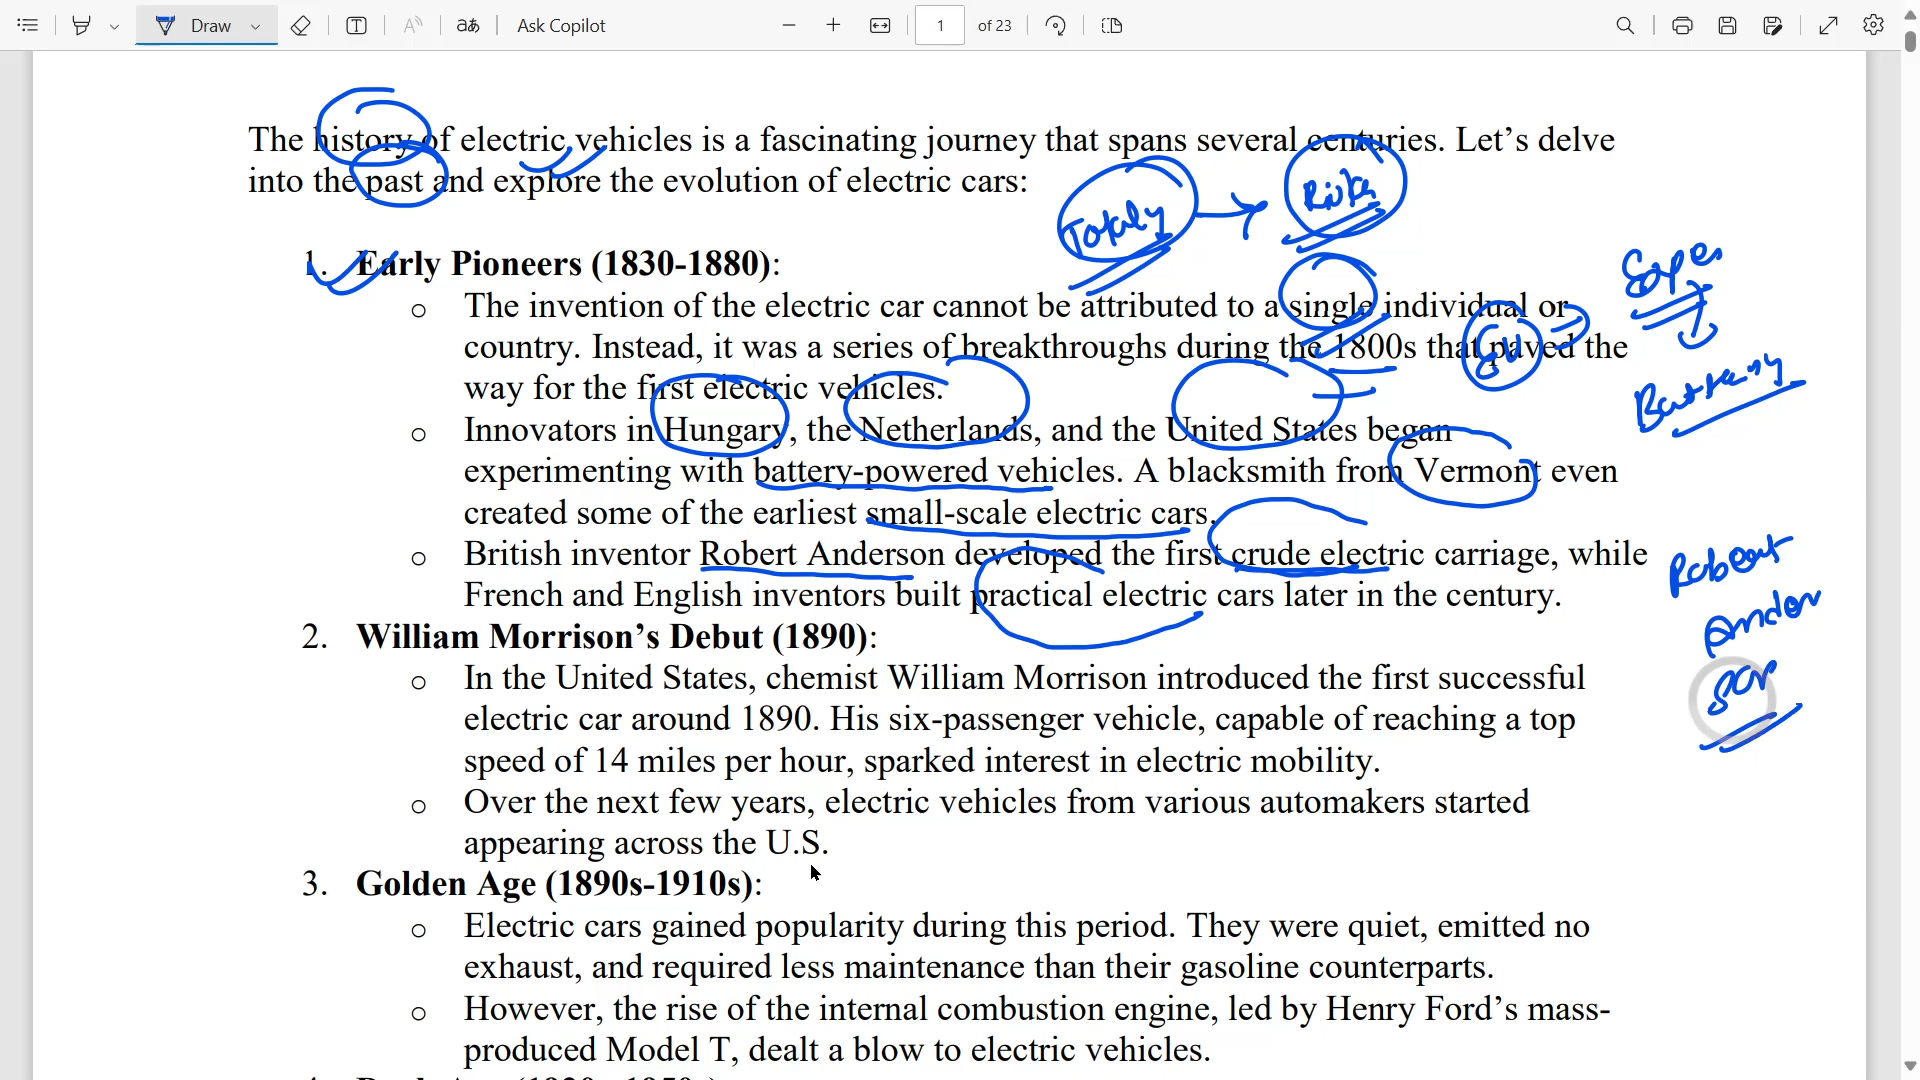 Draw
Ask Copilot
1 of 23
The history of electric vehicles is a fascinating journey that spans several centuries. Let’s delve
into the past and explore the evolution of electric cars:
Totaly
1. Early Pioneers (1830-1880):
o The invention of the electric car cannot be attributed to a single individual or
country. Instead, it was a series of breakthroughs during the 1800s that paved the
EV
way for the first electric vehicles.
o Innovators in Hungary, the Netherlands, and the United States began
experimenting with battery-powered vehicles. A blacksmith from Vermont even
created some of the earliest small-scale electric cars.
o British inventor Robert Anderson developed the first crude electric carriage, while
French and English inventors built practical electric cars later in the century.
2. William Morrison’s Debut (1890):
o In the United States, chemist William Morrison introduced the first successful
electric car around 1890. His six-passenger vehicle, capable of reaching a top
speed of 14 miles per hour, sparked interest in electric mobility.
o Over the next few years, electric vehicles from various automakers started
appearing across the U.S.
3. Golden Age (1890s-1910s):
o Electric cars gained popularity during this period. They were quiet, emitted no
exhaust, and required less maintenance than their gasoline counterparts.
o However, the rise of the internal combustion engine, led by Henry Ford’s mass-
produced Model T, dealt a blow to electric vehicles.